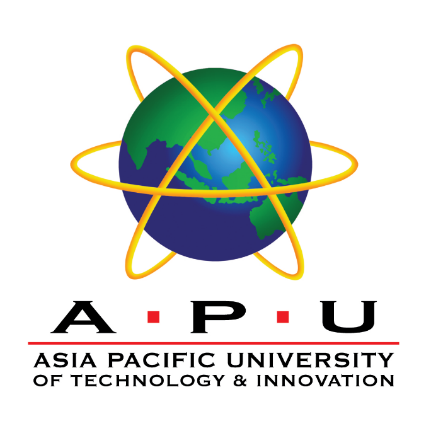 A·P·U
ASIA PACIFIC UNIVERSITY
OF TECHNOLOGY & INNOVATION